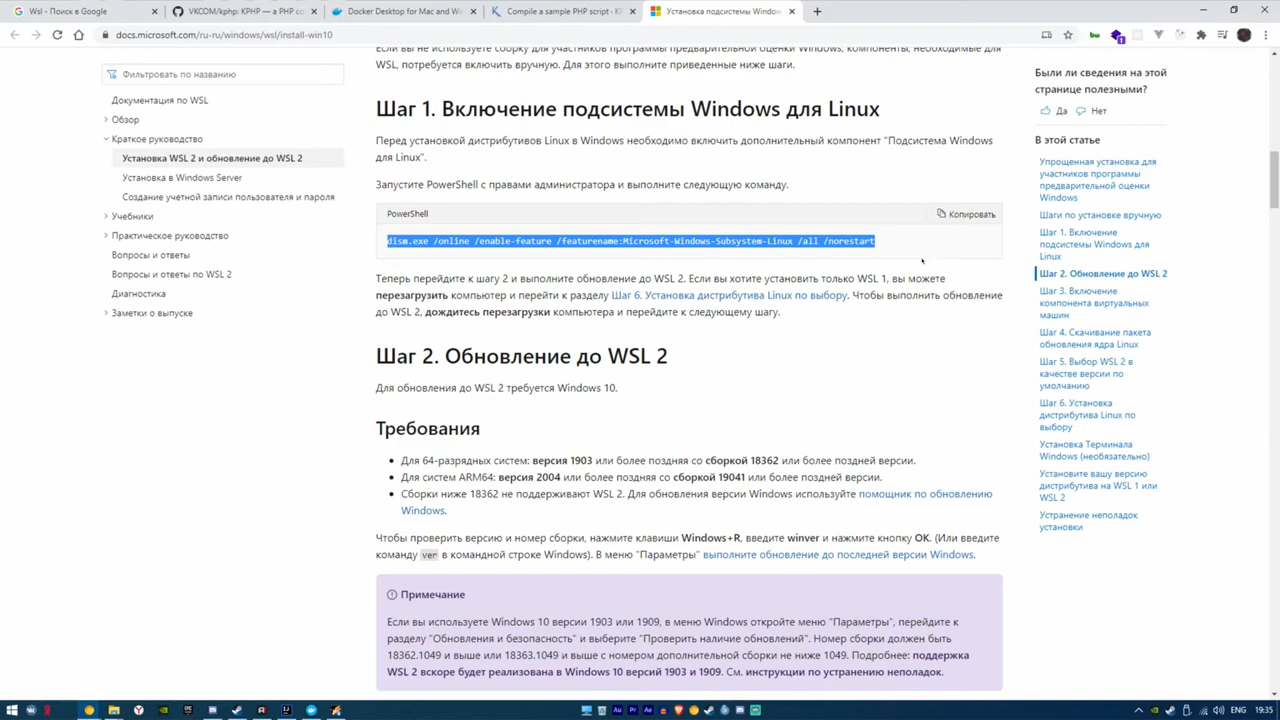 Wsl - Поиск в Google
VKCOM/kphp: KPHP — a PHP co
Docker Desktop for Mac and Win
Compile a sample PHP script - KP
Установка подсистемы Window
docs.microsoft.com/ru-ru/windows/wsl/install-win10
Фильтровать по названию
Документация по WSL
Обзор
Краткое руководство
Установка WSL 2 и обновление до WSL 2
Установка в Windows Server
Создание учетной записи пользователя и пароля
Учебники
Практическое руководство
Вопросы и ответы
Вопросы и ответы по WSL 2
Диагностика
Заметки о выпуске
Если вы не используете сборку для участников программы предварительной оценки Windows, компоненты, необходимые для
WSL, потребуется включить вручную. Для этого выполните приведенные ниже шаги.
Шаг 1. Включение подсистемы Windows для Linux
Перед установкой дистрибутивов Linux в Windows необходимо включить дополнительный компонент "Подсистема Windows
для Linux".
Запустите PowerShell с правами администратора и выполните следующую команду.
PowerShell
Копировать
dism.exe /online /enable-feature /featurename:Microsoft-Windows-Subsystem-Linux /all /norestart
Теперь перейдите к шагу 2 и выполните обновление до WSL 2. Если вы хотите установить только WSL 1, вы можете
перезагрузить компьютер и перейти к разделу Шаг 6. Установка дистрибутива Linux по выбору. Чтобы выполнить обновление
до WSL 2, дождитесь перезагрузки компьютера и перейдите к следующему шагу.
Шаг 2. Обновление до WSL 2
Для обновления до WSL 2 требуется Windows 10.
Требования
Для 64-разрядных систем: версия 1903 или более поздняя со сборкой 18362 или более поздней версии.
Для систем ARM64: версия 2004 или более поздняя со сборкой 19041 или более поздней версии.
Сборки ниже 18362 не поддерживают WSL 2. Для обновления версии Windows используйте помощник по обновлению
Windows.
Чтобы проверить версию и номер сборки, нажмите клавиши Windows+R, введите winver и нажмите кнопку ОК. (Или введите
команду ver в командной строке Windows). В меню "Параметры" выполните обновление до последней версии Windows.
Примечание
Если вы используете Windows 10 версии 1903 или 1909, в меню Windows откройте меню "Параметры", перейдите к
разделу "Обновления и безопасность" и выберите "Проверить наличие обновлений". Номер сборки должен быть
18362.1049 и выше или 18363.1049 и выше с номером дополнительной сборки не ниже 1049. Подробнее: поддержка
WSL 2 вскоре будет реализована в Windows 10 версий 1903 и 1909. См. инструкции по устранению неполадок.
Были ли сведения на этой
странице полезными?
Да Нет
В этой статье
Упрощенная установка для
участников программы
предварительной оценки
Windows
Шаги по установке вручную
Шаг 1. Включение
подсистемы Windows для
Linux
Шаг 2. Обновление до WSL 2
Шаг 3. Включение
компонента виртуальных
машин
Шаг 4. Скачивание пакета
обновления ядра Linux
Шаг 5. Выбор WSL 2 в
качестве версии по
умолчанию
Шаг 6. Установка
дистрибутива Linux по
выбору
Установка Терминала
Windows (необязательно)
Установите вашу версию
дистрибутива на WSL 1 или
WSL 2
Устранение неполадок
установки
ENG 19:35